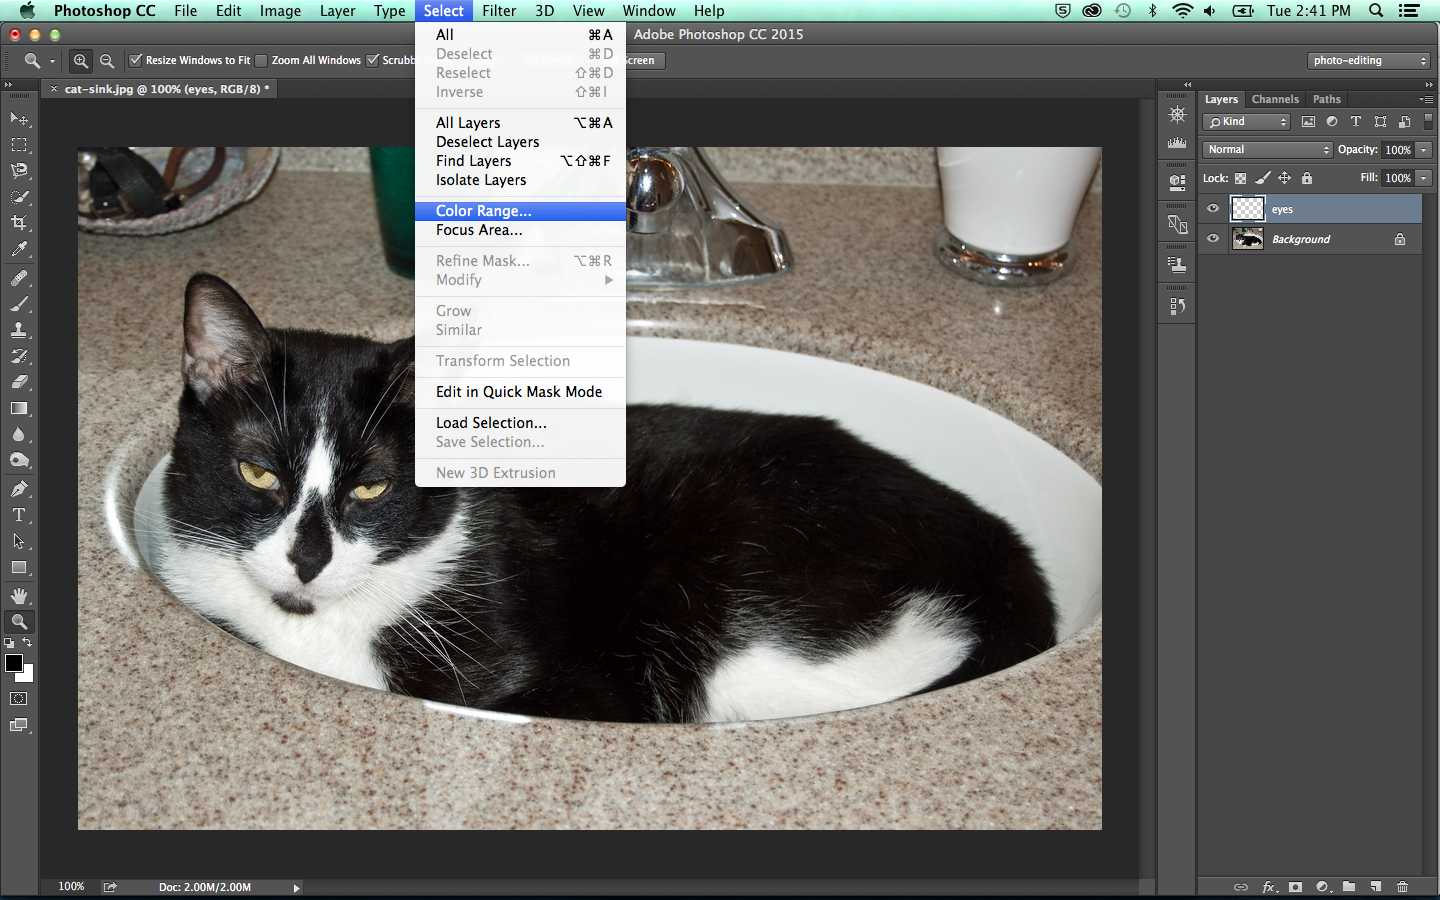 Photoshop CC File Edit Image Layer Type Select Filter 3D View Window Help Tue 2:41 PM
Adobe Photoshop CC 2015
Resize Windows to Fit Zoom All Windows Scrubb Screen photo-editing
× cat-sink.jpg @ 100% (eyes, RGB/8) *
All ⌘A
Deselect ⌘D
Reselect ⇧⌘D
Inverse ⇧⌘I
All Layers ⌥⌘A
Deselect Layers
Find Layers ⌥⇧⌘F
Isolate Layers
Color Range...
Focus Area...
Refine Mask... ⌥⌘R
Modify
Grow
Similar
Transform Selection
Edit in Quick Mask Mode
Load Selection...
Save Selection...
New 3D Extrusion
Layers Channels Paths
Kind
Normal Opacity: 100%
Lock: Fill: 100%
eyes
Background
100% Doc: 2.00M/2.00M